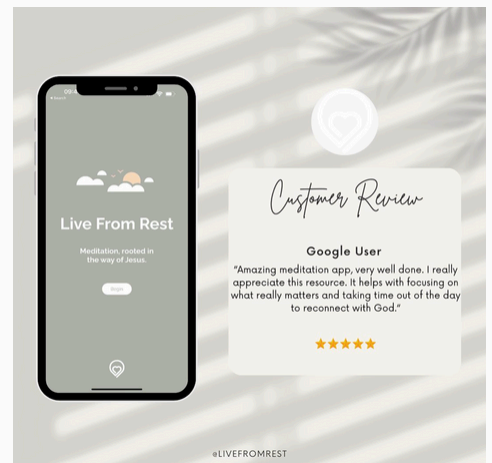 Live From Rest
Meditation, rooted in
the way of Jesus.
Customer Review
Google User
"Amazing meditation app, very well done. I really
appreciate this resource. It helps with focusing on
what really matters and taking time out of the day
to reconnect with God."
@LIVEFROMREST